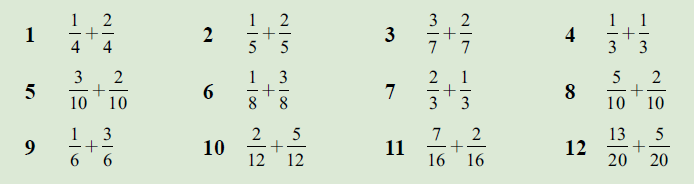 1 1/4 + 2/4 2 1/5 + 2/5 3 3/7 + 2/7 4 1/3 + 1/3
5 3/10 + 2/10 6 1/8 + 3/8 7 2/3 + 1/3 8 5/10 + 2/10
9 1/6 + 3/6 10 2/12 + 5/12 11 7/16 + 2/16 12 13/20 + 5/20